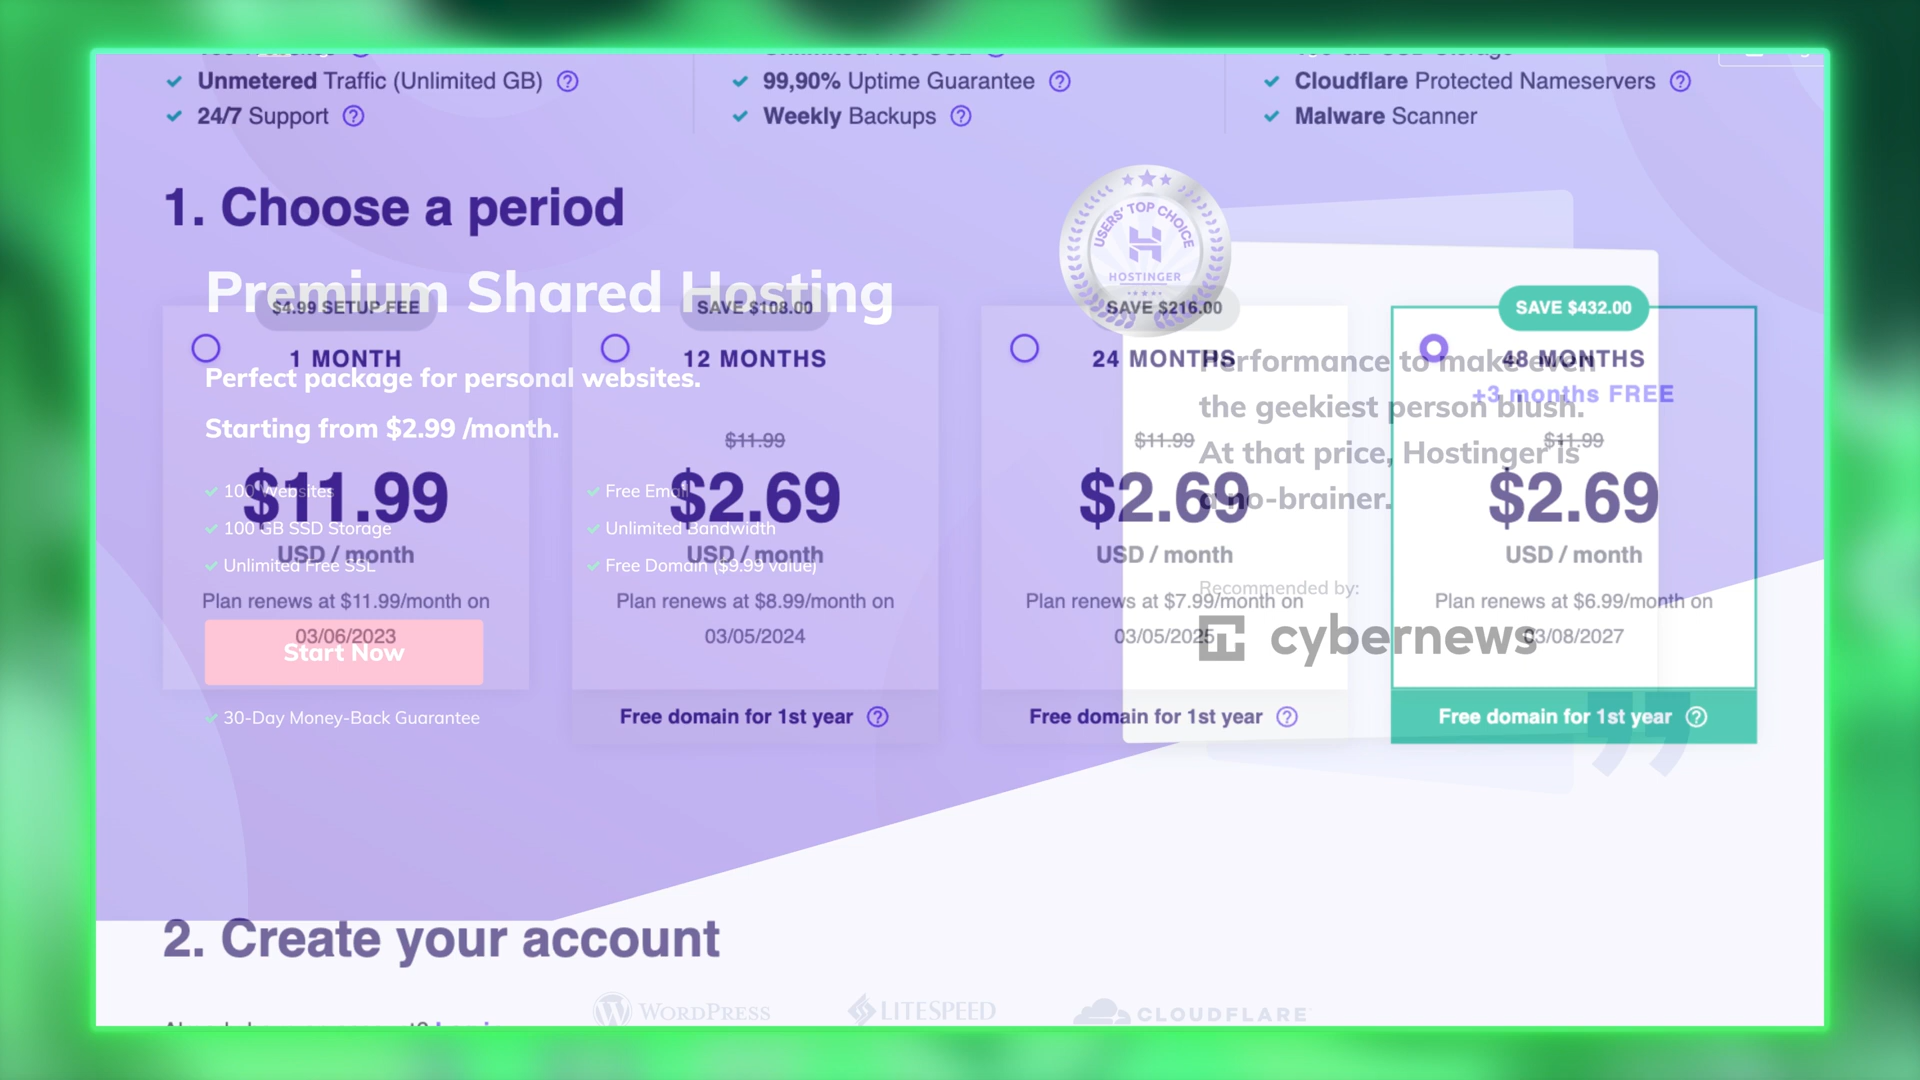 Unmetered Traffic (Unlimited GB)
24/7 Support
99,90% Uptime Guarantee
Weekly Backups
Cloudflare Protected Nameservers
Malware Scanner
1. Choose a period
Premium Shared Hosting
Perfect package for personal websites.
Starting from $2.99 /month.
100 Websites
100 GB SSD Storage
Unlimited Free SSL
Free Email
Unlimited Bandwidth
Free Domain ($9.99 value)
Start Now
30-Day Money-Back Guarantee
USERS' TOP CHOICE
HOSTINGER
Performance to make even
the geekiest person blush.
At that price, Hostinger is
a no-brainer.
Recommended by:
cybernews
$4.99 SETUP FEE
1 MONTH
$11.99
USD / month
Plan renews at $11.99/month on
03/06/2023
SAVE $108.00
12 MONTHS
$11.99
$2.69
USD / month
Plan renews at $8.99/month on
03/05/2024
Free domain for 1st year
SAVE $216.00
24 MONTHS
$11.99
$2.69
USD / month
Plan renews at $7.99/month on
03/05/2025
Free domain for 1st year
SAVE $432.00
48 MONTHS
+3 months FREE
$11.99
$2.69
USD / month
Plan renews at $6.99/month on
03/08/2027
Free domain for 1st year
2. Create your account
WORDPRESS
LITESPEED
CLOUDFLARE